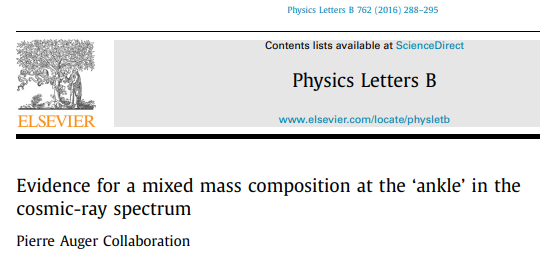 Physics Letters B 762 (2016) 288–295
Contents lists available at ScienceDirect
Physics Letters B
www.elsevier.com/locate/physletb
ELSEVIER
Evidence for a mixed mass composition at the ‘ankle’ in the
cosmic-ray spectrum
Pierre Auger Collaboration